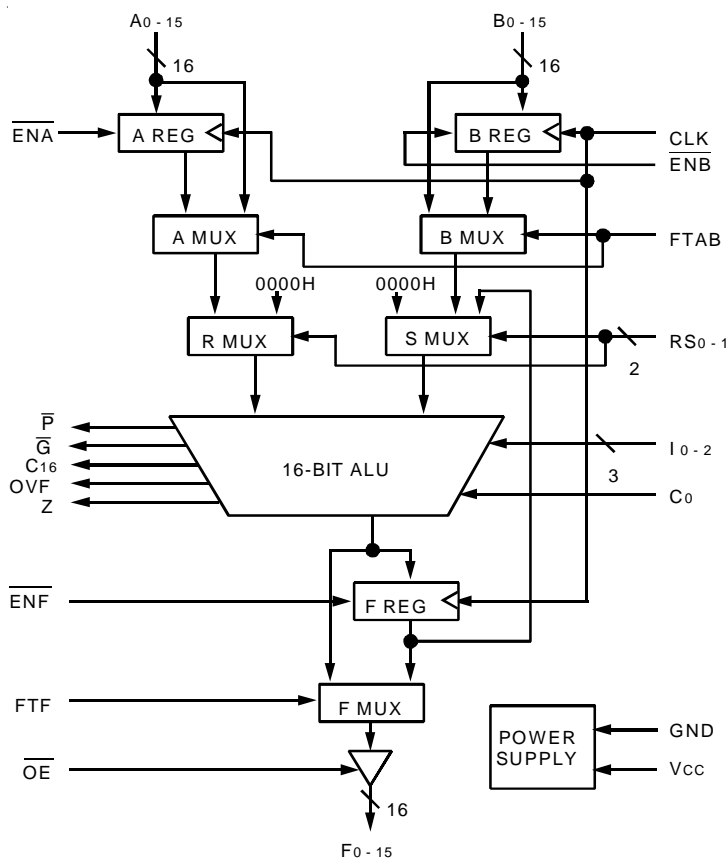 A0-15
B0-15
16
16
ENA
A REG
B REG
CLK
ENB
A MUX
B MUX
FTAB
0000H
0000H
R MUX
S MUX
RS0-1
2
P
G
C16
OVF
Z
16-BIT ALU
I0-2
3
C0
ENF
F REG
FTF
F MUX
POWER
SUPPLY
GND
VCC
OE
16
F0-15